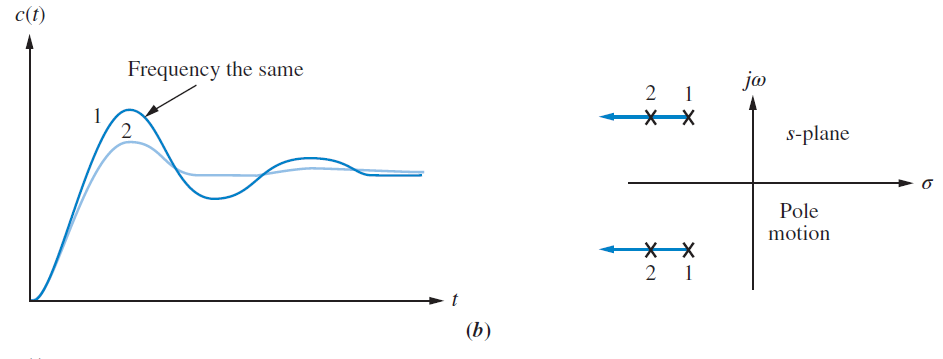 c(t)
Frequency the same
1
2
t
2 1
jω
s-plane
σ
Pole
motion
2 1
(b)